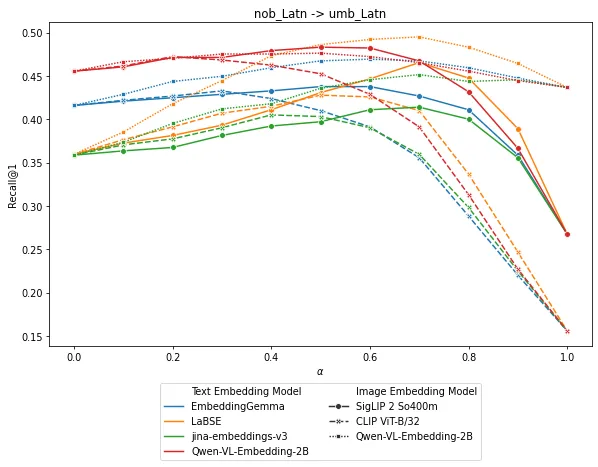 nob_Latn -> umb_Latn
0.50
0.45
0.40
0.35
0.30
0.25
0.20
0.15
Recall@1
0.0
0.2
0.4
0.6
0.8
1.0
α
Text Embedding Model
EmbeddingGemma
LaBSE
jina-embeddings-v3
Qwen-VL-Embedding-2B
Image Embedding Model
SigLIP 2 So400m
CLIP ViT-B/32
Qwen-VL-Embedding-2B